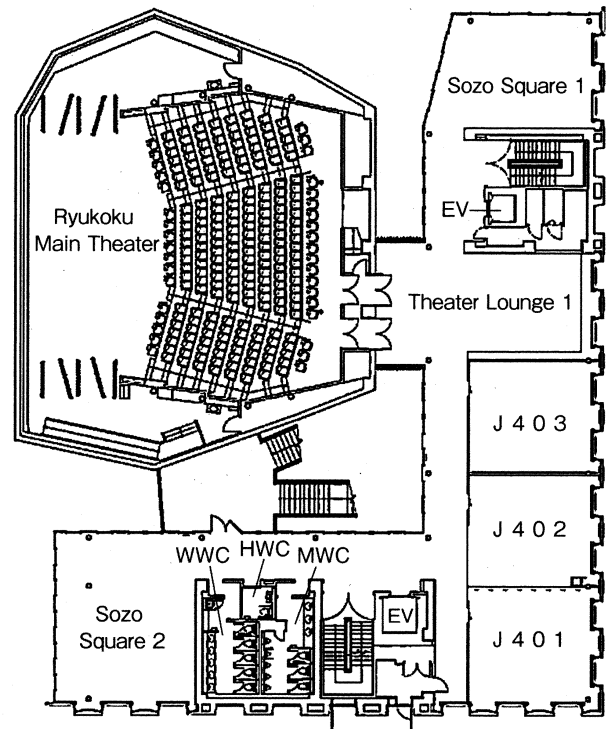 Sozo Square 1
EV
Ryukoku
Main Theater
Theater Lounge 1
J 4 0 3
J 4 0 2
WWC
HWC
MWC
Sozo
Square 2
EV
J 4 0 1